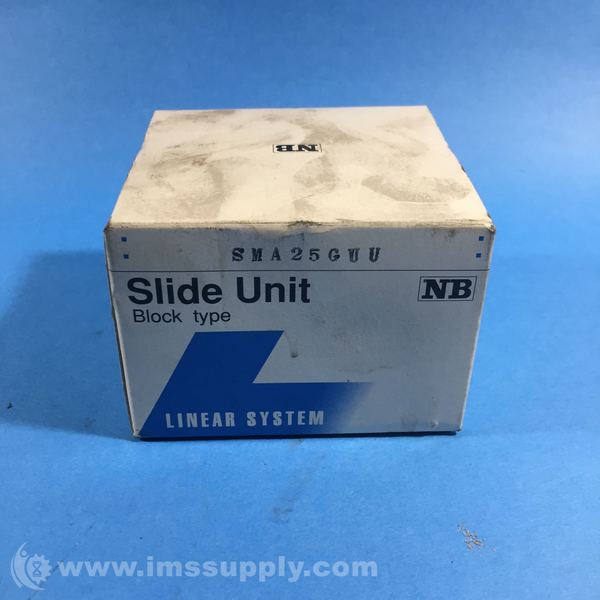 NB
SMA25GUU
Slide Unit
NB
Block type
LINEAR SYSTEM
www.imssupply.com